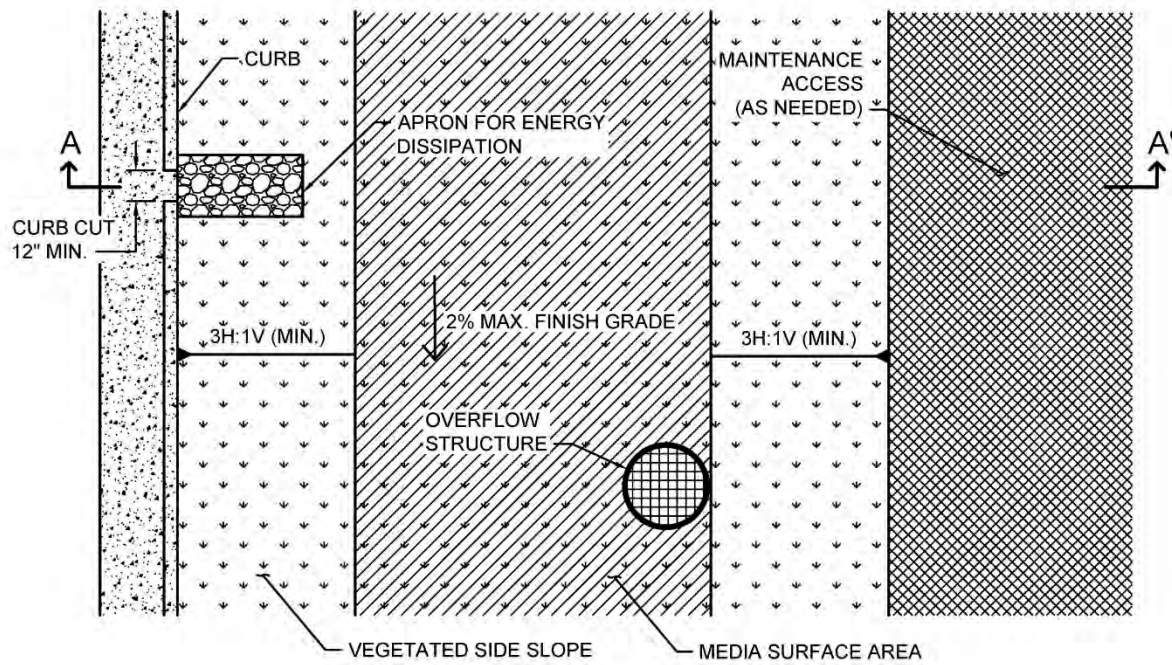 CURB
MAINTENANCE
ACCESS
(AS NEEDED)
APRON FOR ENERGY
DISSIPATION
A
A'
CURB CUT
12" MIN.
2% MAX. FINISH GRADE
3H:1V (MIN.)
3H:1V (MIN.)
OVERFLOW
STRUCTURE
VEGETATED SIDE SLOPE
MEDIA SURFACE AREA